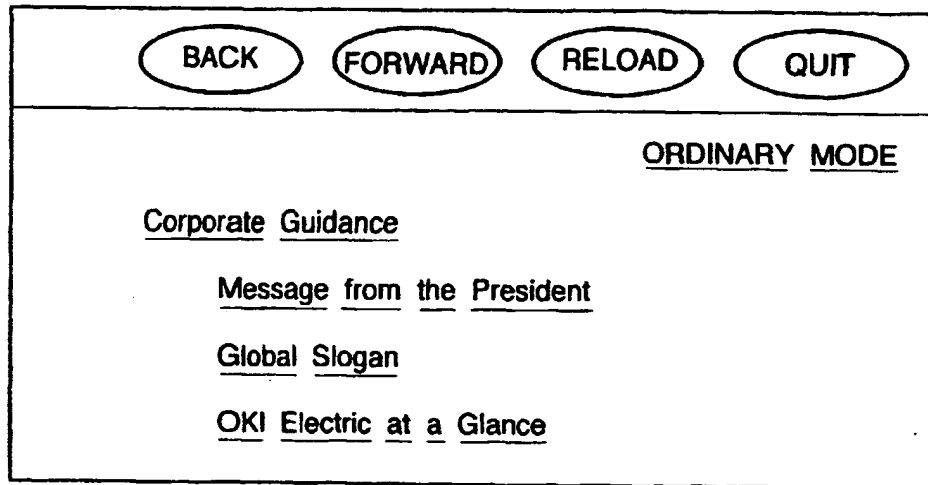 BACK FORWARD RELOAD QUIT
ORDINARY MODE
Corporate Guidance
Message from the President
Global Slogan
OKI Electric at a Glance